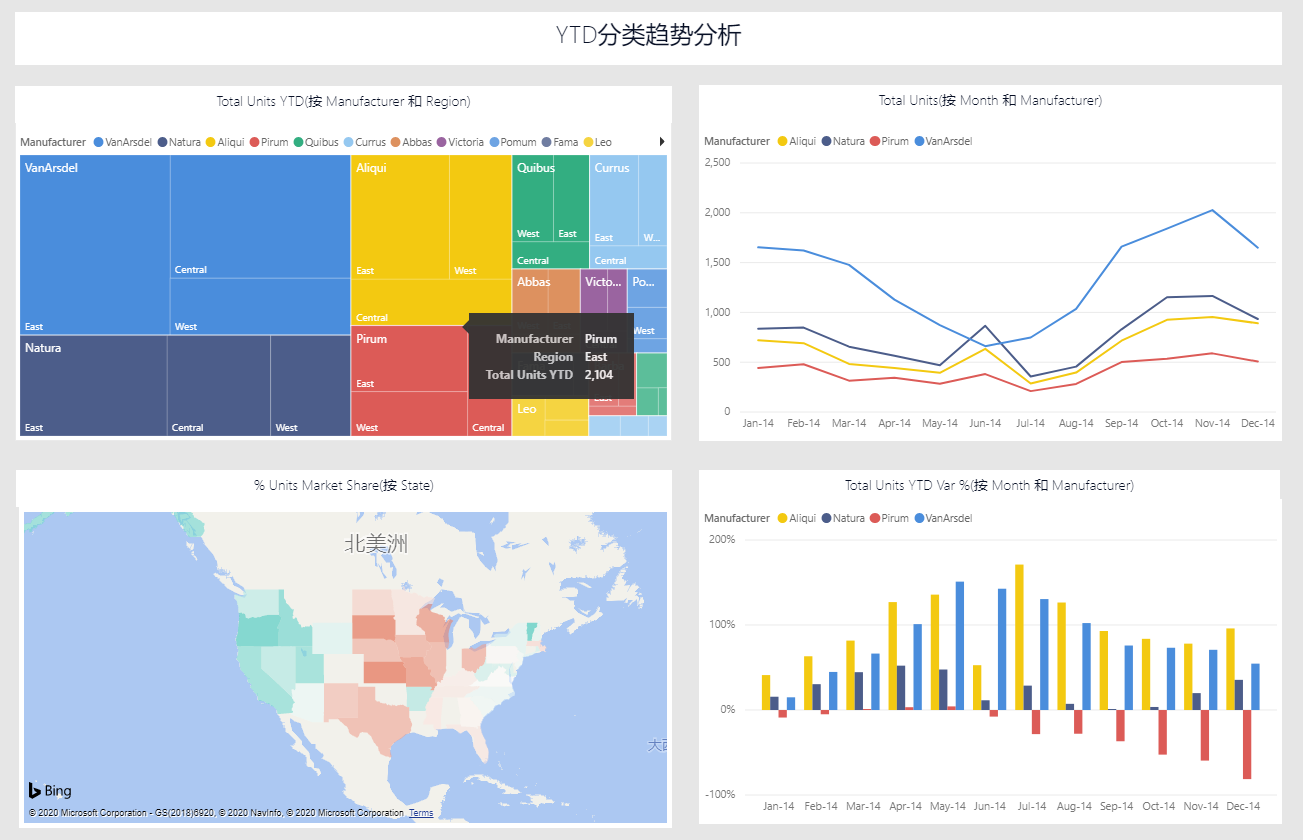 YTD分类趋势分析
Total Units YTD(按 Manufacturer 和 Region)
Manufacturer VanArsdel Natura Aliqui Pirum Quibus Currus Abbas Victoria Pomum Fama Leo
VanArsdel
East
Central
West
Natura
East
Central
West
Aliqui
East
West
Central
Pirum
East
West
Central
Quibus
West
East
Central
Currus
East
W...
Central
Abbas
Victo...
Po...
West
Leo
Manufacturer Pirum
Region East
Total Units YTD 2,104
Total Units(按 Month 和 Manufacturer)
Manufacturer Aliqui Natura Pirum VanArsdel
2,500
2,000
1,500
1,000
500
0
Jan-14 Feb-14 Mar-14 Apr-14 May-14 Jun-14 Jul-14 Aug-14 Sep-14 Oct-14 Nov-14 Dec-14
% Units Market Share(按 State)
北美洲
Bing
© 2020 Microsoft Corporation - GS(2018)6920, © 2020 NavInfo, © 2020 Microsoft Corporation Terms
Total Units YTD Var %(按 Month 和 Manufacturer)
Manufacturer Aliqui Natura Pirum VanArsdel
200%
100%
0%
-100%
Jan-14 Feb-14 Mar-14 Apr-14 May-14 Jun-14 Jul-14 Aug-14 Sep-14 Oct-14 Nov-14 Dec-14